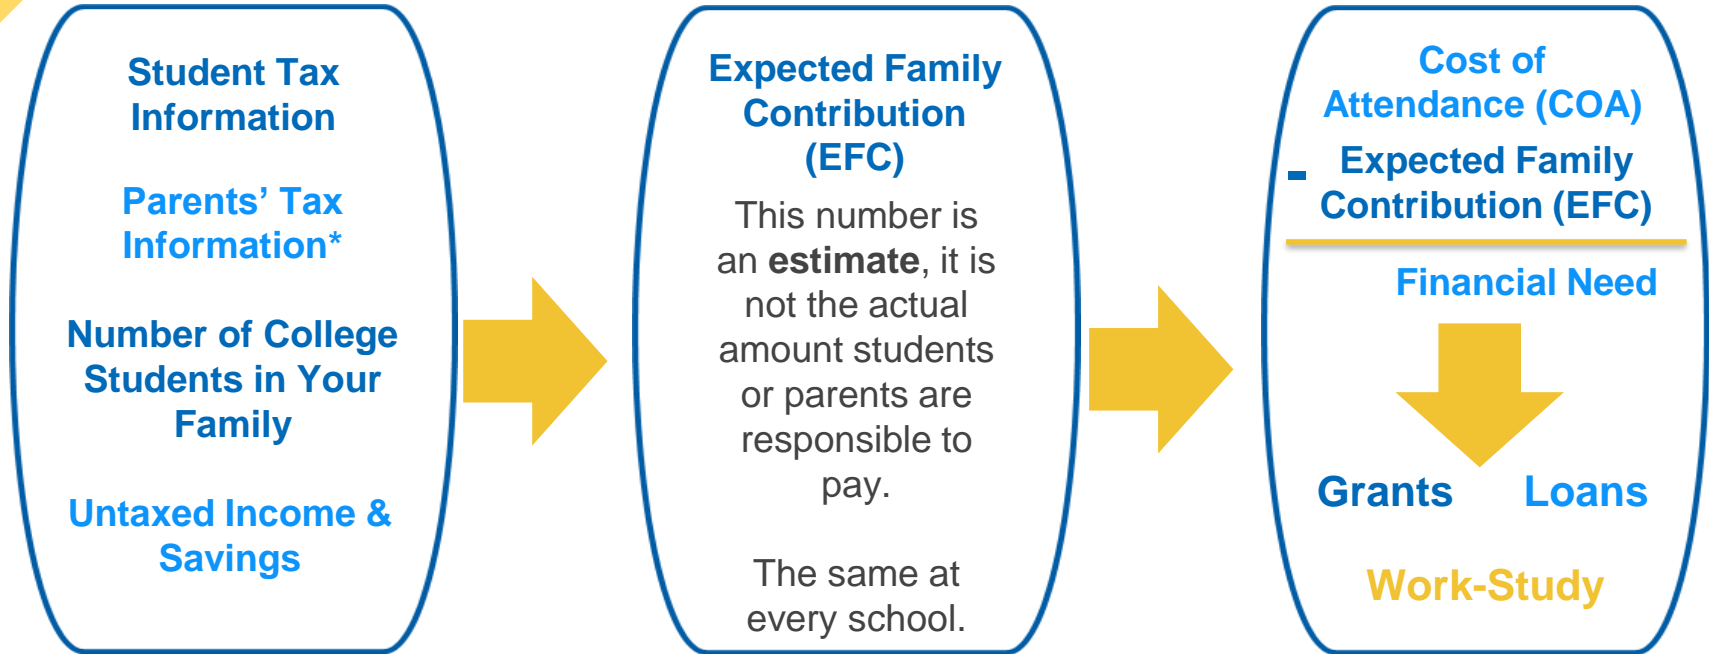 Student Tax
Information
Parents’ Tax
Information*
Number of College
Students in Your
Family
Untaxed Income &
Savings
Expected Family
Contribution
(EFC)
This number is
an estimate, it is
not the actual
amount students
or parents are
responsible to
pay.
The same at
every school.
Cost of
Attendance (COA)
- Expected Family
Contribution (EFC)
Financial Need
Grants Loans
Work-Study